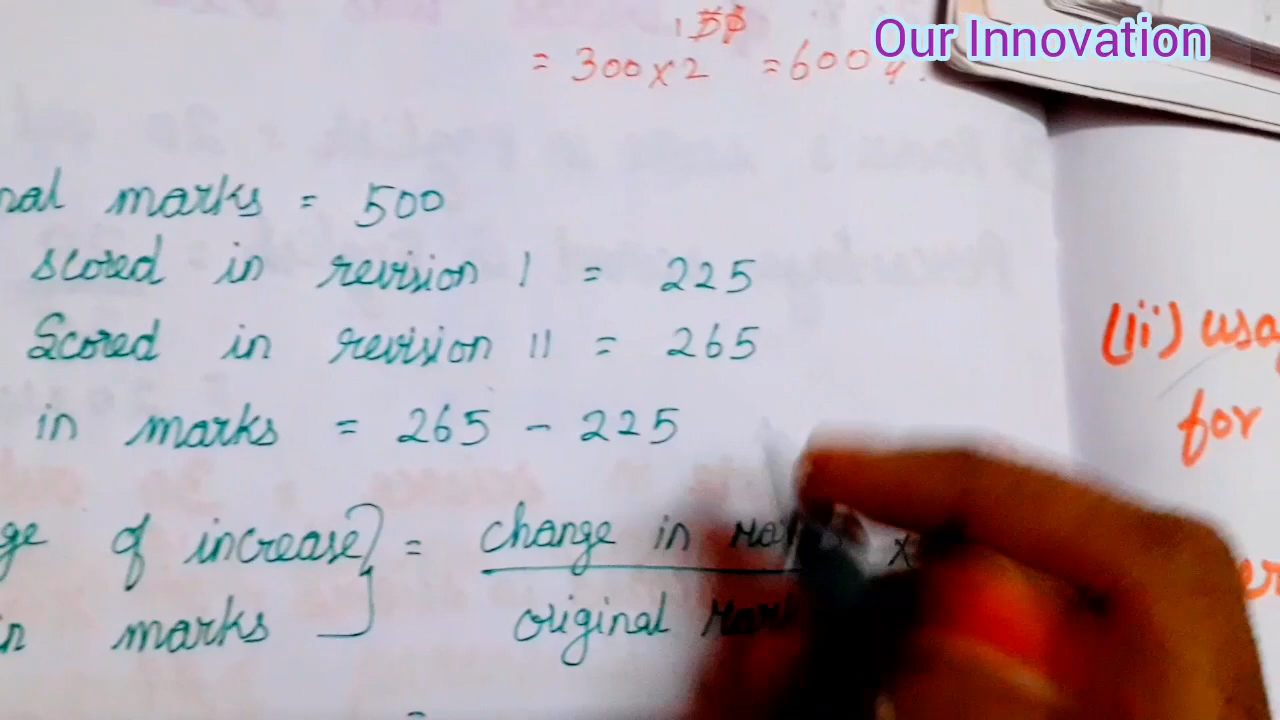 Our Innovation
= 300 x 2 = 600
nal marks = 500
scored in revision I = 225
Scored in revision II = 265
in marks = 265 - 225
ge of increase } = change in x
in marks original
(ii) usa
for